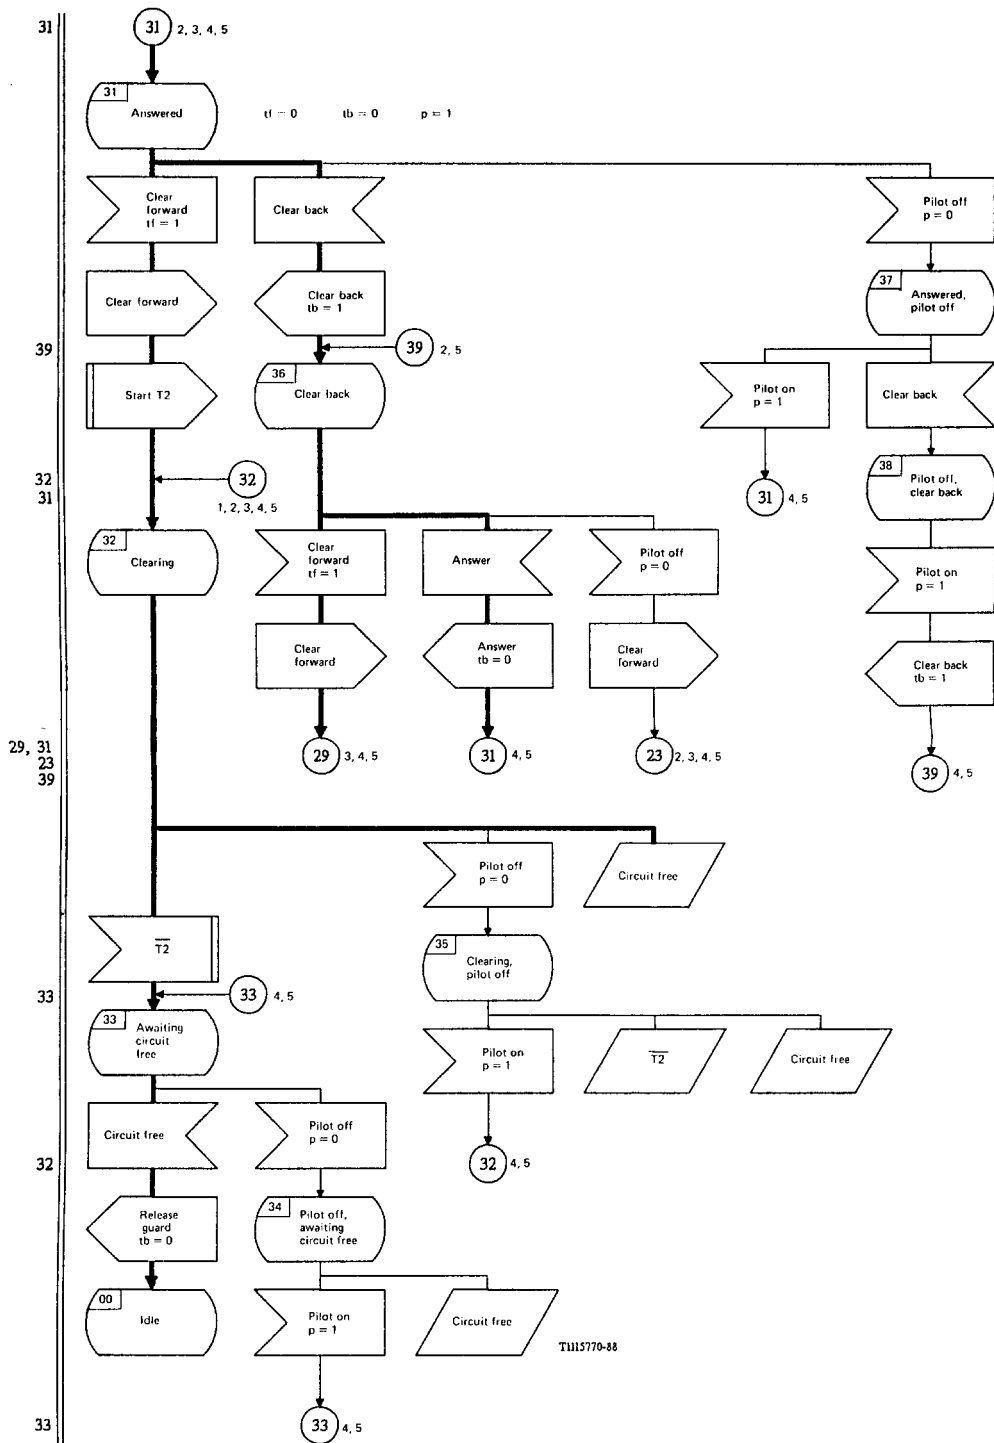 31
31
2, 3, 4, 5
31
Answered
tf = 0
tb = 0
p = 1
Clear
forward
tf = 1
Clear back
Pilot off
p = 0
Clear forward
Clear back
tb = 1
37
Answered,
pilot off
39
39
2, 5
Start T2
36
Clear back
Pilot on
p = 1
Clear back
32
31
32
1, 2, 3, 4, 5
31
4, 5
38
Pilot off,
clear back
32
Clearing
Clear
forward
tf = 1
Answer
Pilot off
p = 0
Pilot on
p = 1
Clear
forward
Answer
tb = 0
Clear
forward
Clear back
tb = 1
29, 31
23
39
29
3, 4, 5
31
4, 5
23
2, 3, 4, 5
39
4, 5
Pilot off
p = 0
Circuit free
T2
35
Clearing,
pilot off
33
33
4, 5
33
Awaiting
circuit
free
Pilot on
p = 1
T2
Circuit free
Circuit free
Pilot off
p = 0
32
32
4, 5
Release
guard
tb = 0
34
Pilot off,
awaiting
circuit free
00
Idle
Pilot on
p = 1
Circuit free
T1115770-88
33
33
4, 5